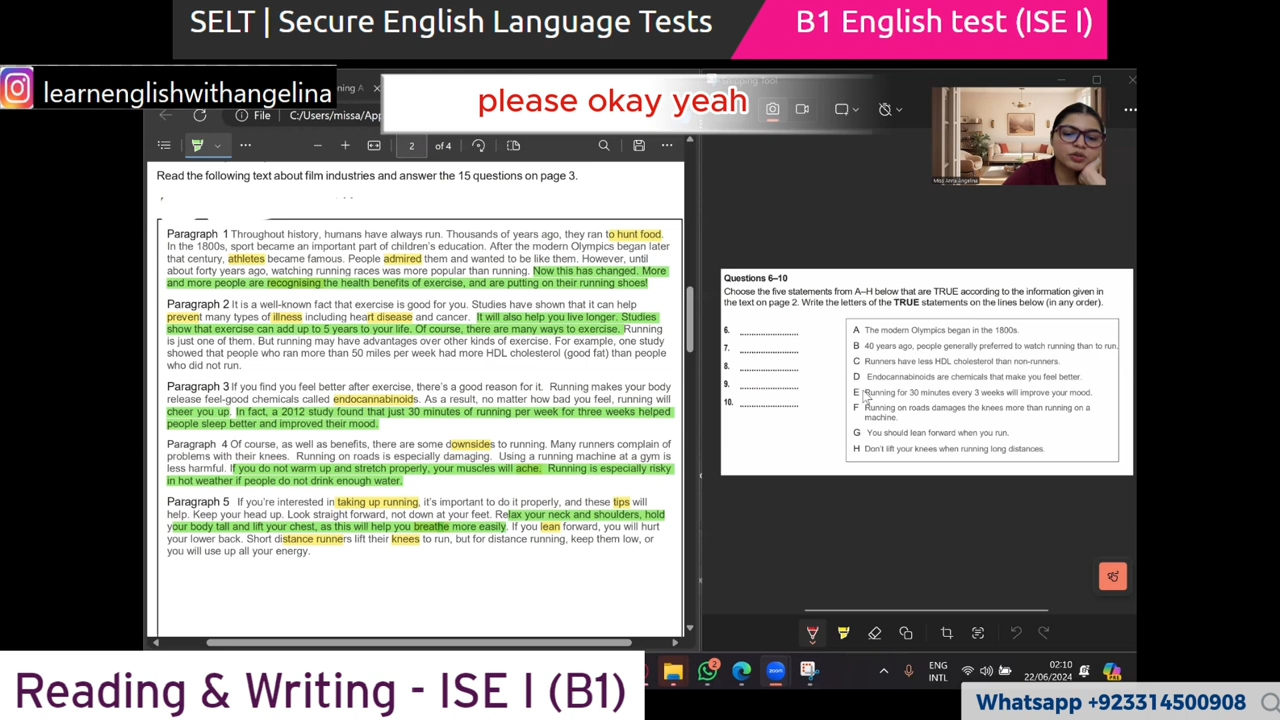 SELT | Secure English Language Tests
B1 English test (ISE I)
learnenglishwithangelina
please okay yeah
File
C:/Users/missa/App
2 of 4
Read the following text about film industries and answer the 15 questions on page 3.
Paragraph 1 Throughout history, humans have always run. Thousands of years ago, they ran to hunt food.
In the 1800s, sport became an important part of children's education. After the modern Olympics began later
that century, athletes became famous. People admired them and wanted to be like them. However, until
about forty years ago, watching running races was more popular than running. Now this has changed. More
and more people are recognising the health benefits of exercise, and are putting on their running shoes!
Paragraph 2 It is a well-known fact that exercise is good for you. Studies have shown that it can help
prevent many types of illness including heart disease and cancer. It will also help you live longer. Studies
show that exercise can add up to 5 years to your life. Of course, there are many ways to exercise. Running
is just one of them. But running may have advantages over other kinds of exercise. For example, one study
showed that people who ran more than 50 miles per week had more HDL cholesterol (good fat) than people
who did not run.
Paragraph 3 If you find you feel better after exercise, there's a good reason for it. Running makes your body
release feel-good chemicals called endocannabinoids. As a result, no matter how bad you feel, running will
cheer you up. In fact, a 2012 study found that just 30 minutes of running per week for three weeks helped
people sleep better and improved their mood.
Paragraph 4 Of course, as well as benefits, there are some downsides to running. Many runners complain of
problems with their knees. Running on roads is especially damaging. Using a running machine at a gym is
less harmful. If you do not warm up and stretch properly, your muscles will ache. Running is especially risky
in hot weather if people do not drink enough water.
Paragraph 5 If you're interested in taking up running, it's important to do it properly, and these tips will
help. Keep your head up. Look straight forward, not down at your feet. Relax your neck and shoulders, hold
your body tall and lift your chest, as this will help you breathe more easily. If you lean forward, you will hurt
your lower back. Short distance runners lift their knees to run, but for distance running, keep them low, or
you will use up all your energy.
Questions 6–10
Choose the five statements from A–H below that are TRUE according to the information given in
the text on page 2. Write the letters of the TRUE statements on the lines below (in any order).
6.
7.
8.
9.
10.
A The modern Olympics began in the 1800s.
B 40 years ago, people generally preferred to watch running than to run.
C Runners have less HDL cholesterol than non-runners.
D Endocannabinoids are chemicals that make you feel better.
E Running for 30 minutes every 3 weeks will improve your mood.
F Running on roads damages the knees more than running on a
machine.
G You should lean forward when you run.
H Don't lift your knees when running long distances.
Miss Anna Angelina
2
zoom
ENG
INTL
02:10
22/06/2024
Reading & Writing - ISE I (B1)
Whatsapp +923314500908